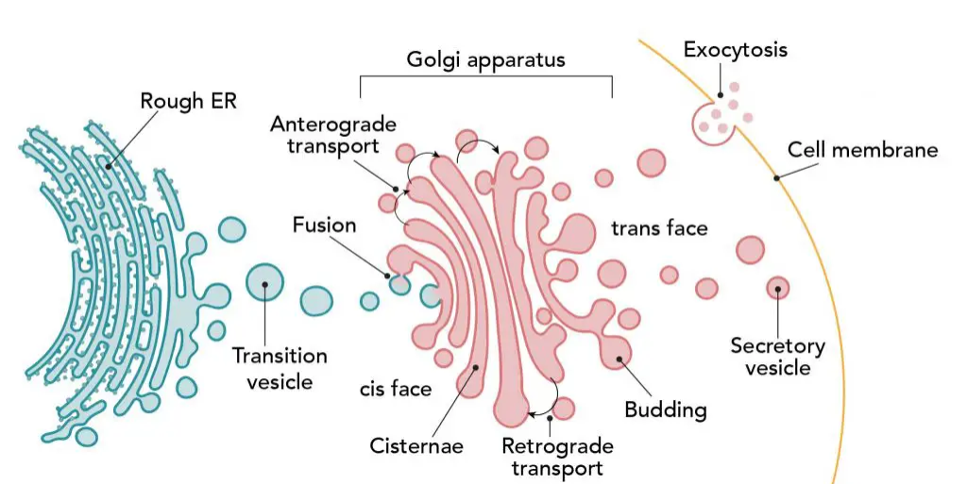 Exocytosis
Golgi apparatus
Rough ER
Anterograde
transport
Cell membrane
Fusion
trans face
Transition
vesicle
Secretory
vesicle
cis face
Budding
Cisternae
Retrograde
transport